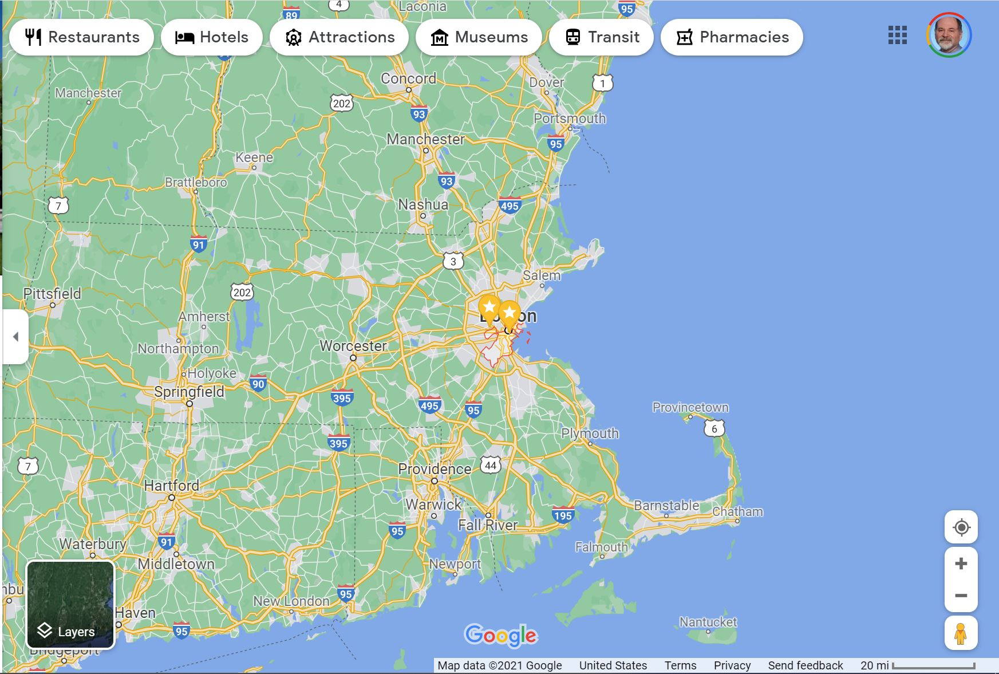 4
Laconia
95
89
Restaurants
Hotels
Attractions
Museums
Transit
Pharmacies
Concord
Dover
1
Manchester
202
93
Portsmouth
Manchester
95
Keene
93
Brattleboro
7
Nashua
495
91
3
Salem
Pittsfield
202
Amherst
Northampton
Worcester
Holyoke
90
Springfield
395
495
95
Provincetown
6
Plymouth
395
7
Providence
44
Hartford
Warwick
Barnstable
Chatham
195
Fall River
95
91
Waterbury
Falmouth
Middletown
Newport
nbu
95
New London
Haven
Nantucket
95
Layers
Google
Bridgeport
Map data ©2021 Google
United States
Terms
Privacy
Send feedback
20 mi